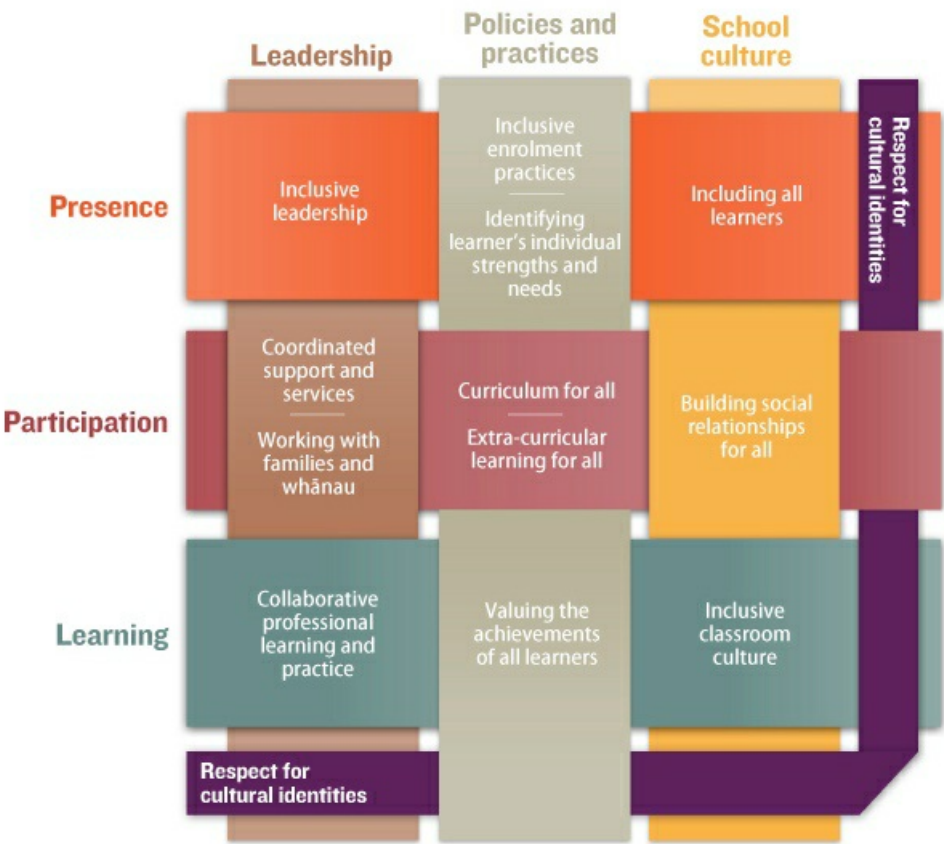 Leadership
Policies and
practices
School
culture
Presence
Inclusive
leadership
Inclusive
enrolment
practices
Identifying
learner's individual
strengths and
needs
Including all
learners
Respect for
cultural identities
Participation
Coordinated
support and
services
Working with
families and
whānau
Curriculum for all
Extra-curricular
learning for all
Building social
relationships
for all
Learning
Collaborative
professional
learning and
practice
Valuing the
achievements
of all learners
Inclusive
classroom
culture
Respect for
cultural identities